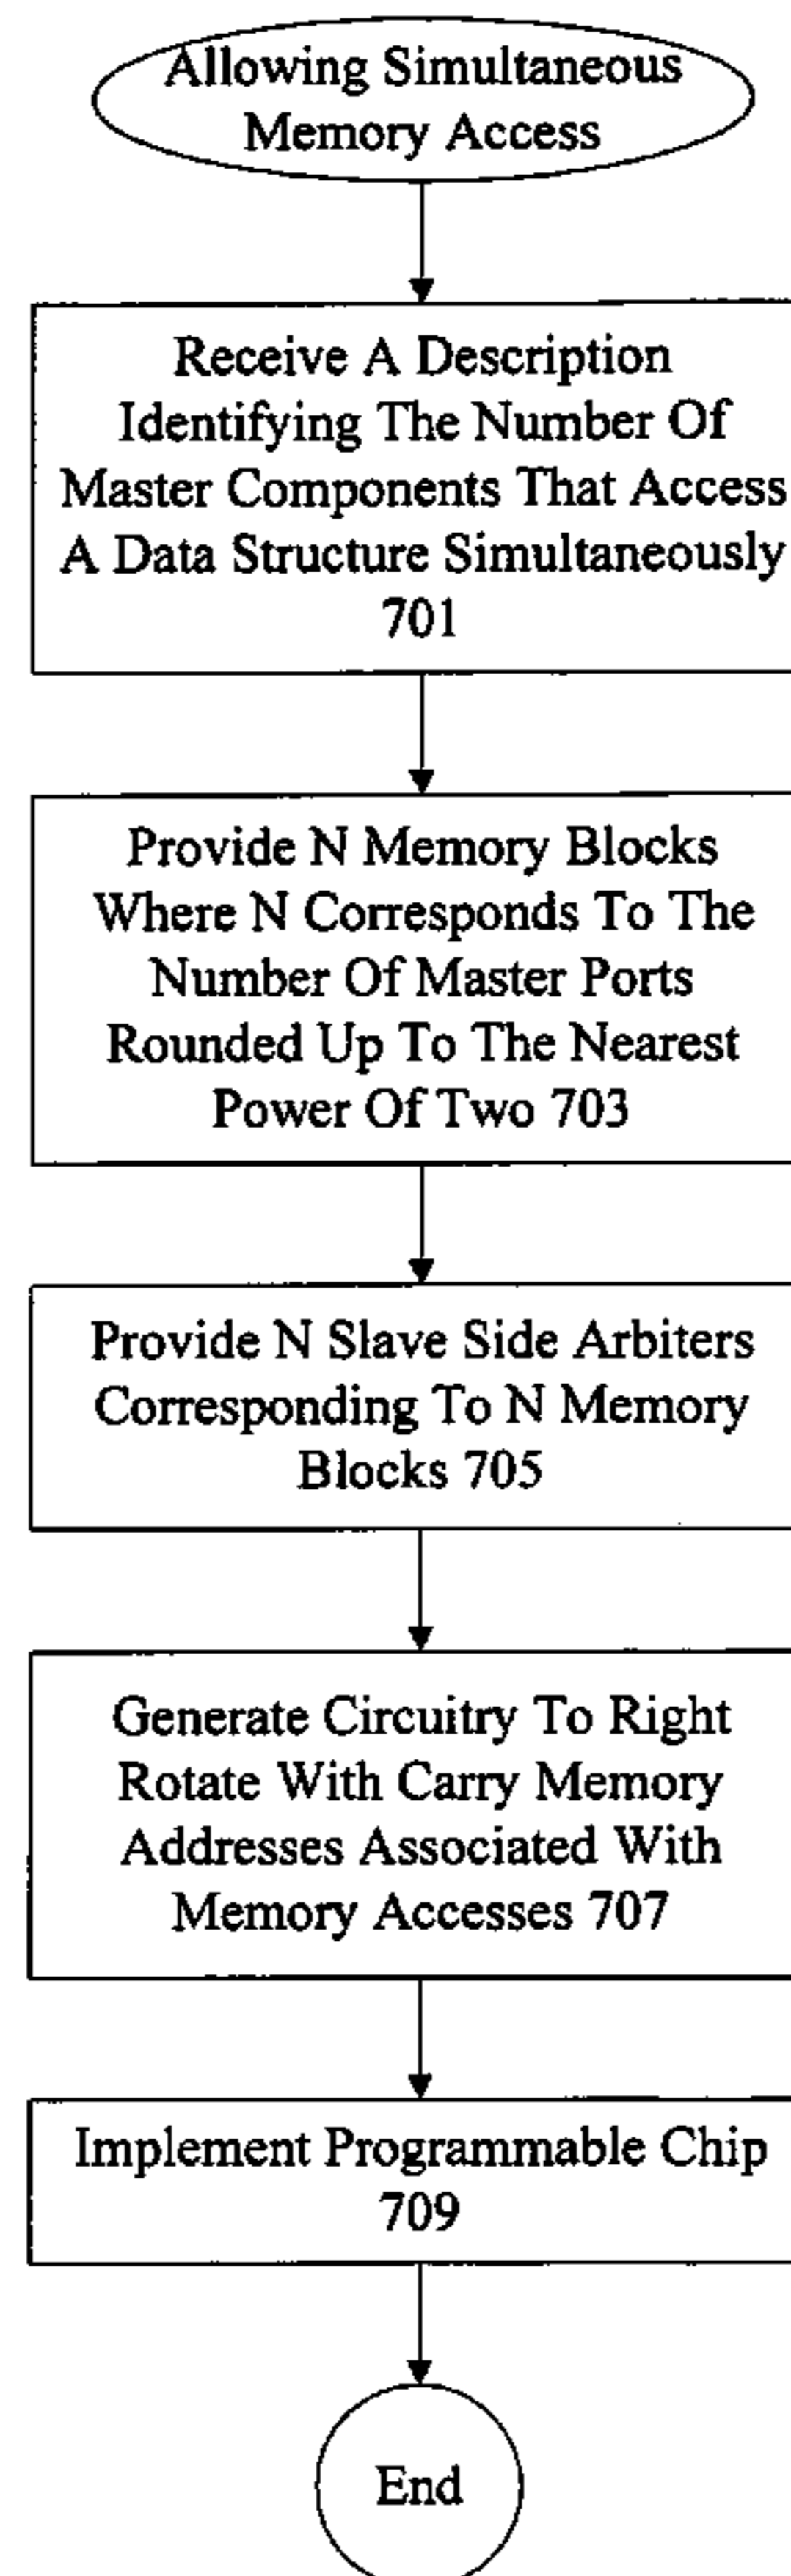 Allowing Simultaneous
Memory Access
Receive A Description
Identifying The Number Of
Master Components That Access
A Data Structure Simultaneously
701
Provide N Memory Blocks
Where N Corresponds To The
Number Of Master Ports
Rounded Up To The Nearest
Power Of Two 703
Provide N Slave Side Arbiters
Corresponding To N Memory
Blocks 705
Generate Circuitry To Right
Rotate With Carry Memory
Addresses Associated With
Memory Accesses 707
Implement Programmable Chip
709
End